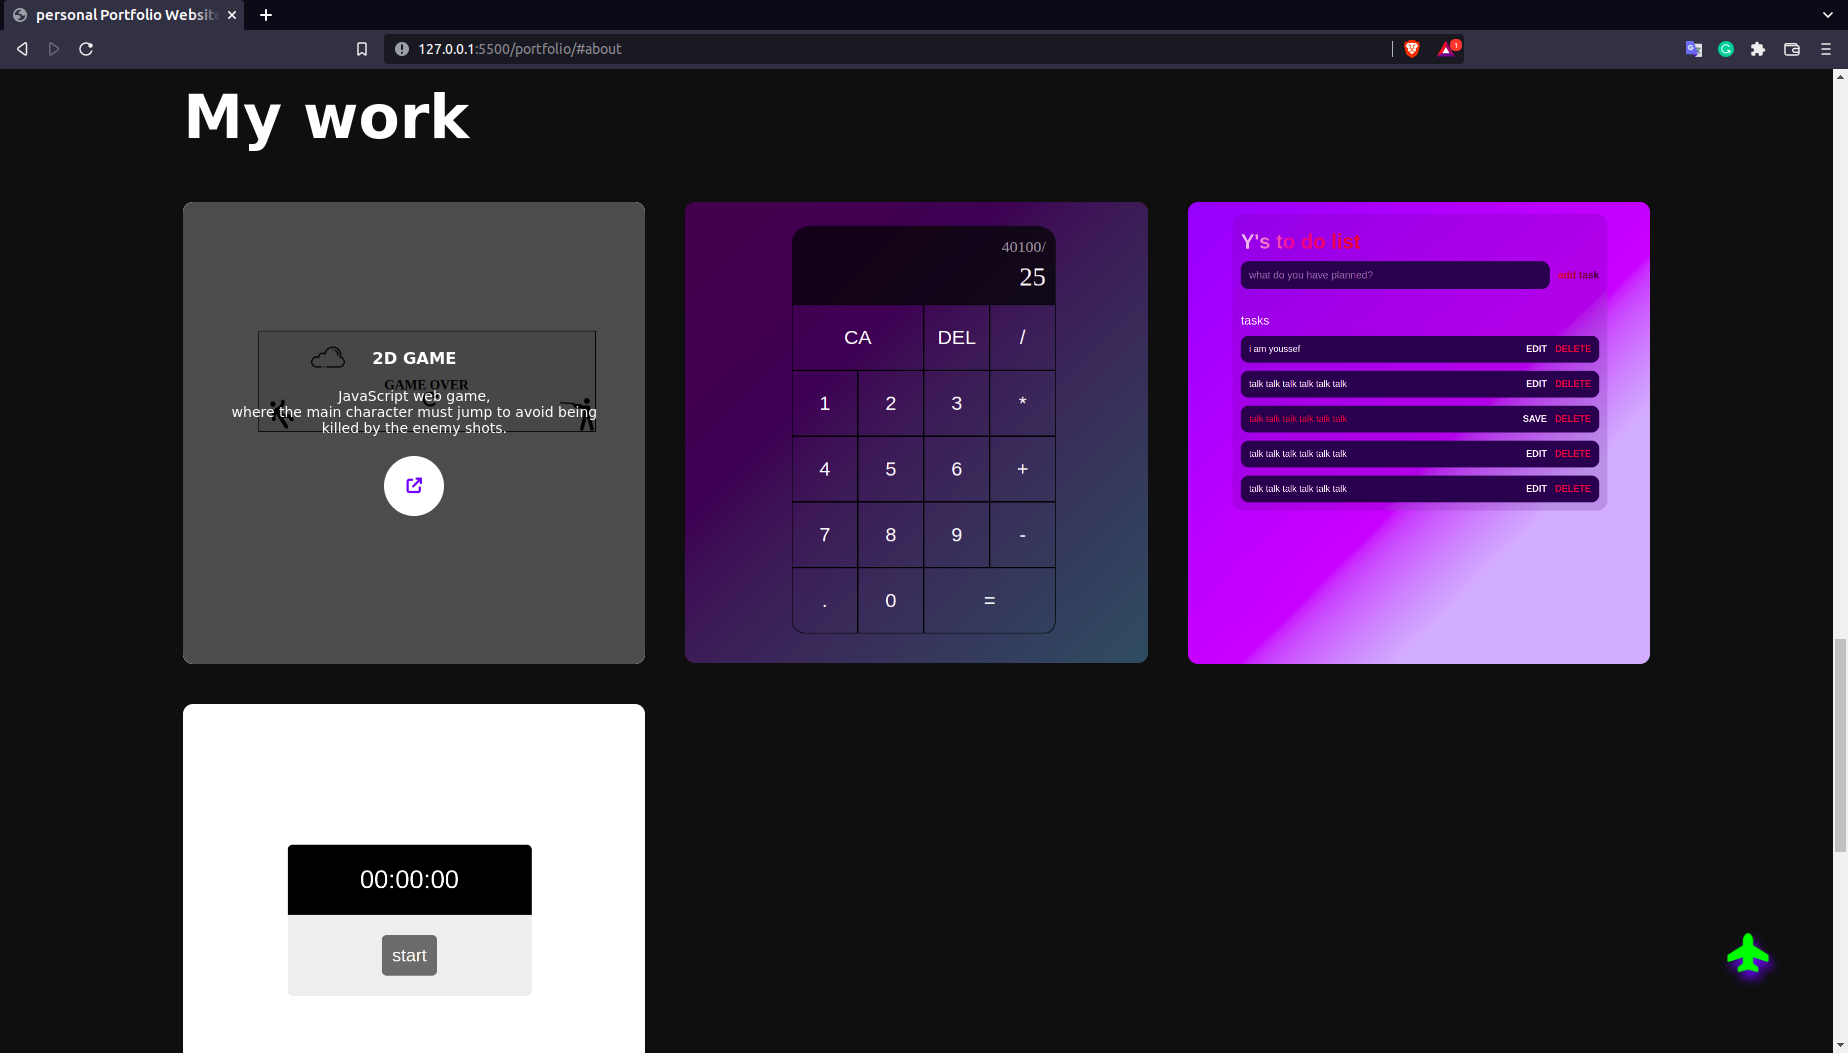 personal Portfolio Website
127.0.0.1:5500/portfolio/#about
1
My work
2D GAME
GAME OVER
JavaScript web game,
where the main character must jump to avoid being
killed by the enemy shots.
40100/
25
CA DEL /
1 2 3 *
4 5 6 +
7 8 9 -
. 0 =
Y's to do list
what do you have planned? add task
tasks
i am youssef EDIT DELETE
talk talk talk talk talk talk EDIT DELETE
talk talk talk talk talk talk SAVE DELETE
talk talk talk talk talk talk EDIT DELETE
talk talk talk talk talk talk EDIT DELETE
00:00:00
start